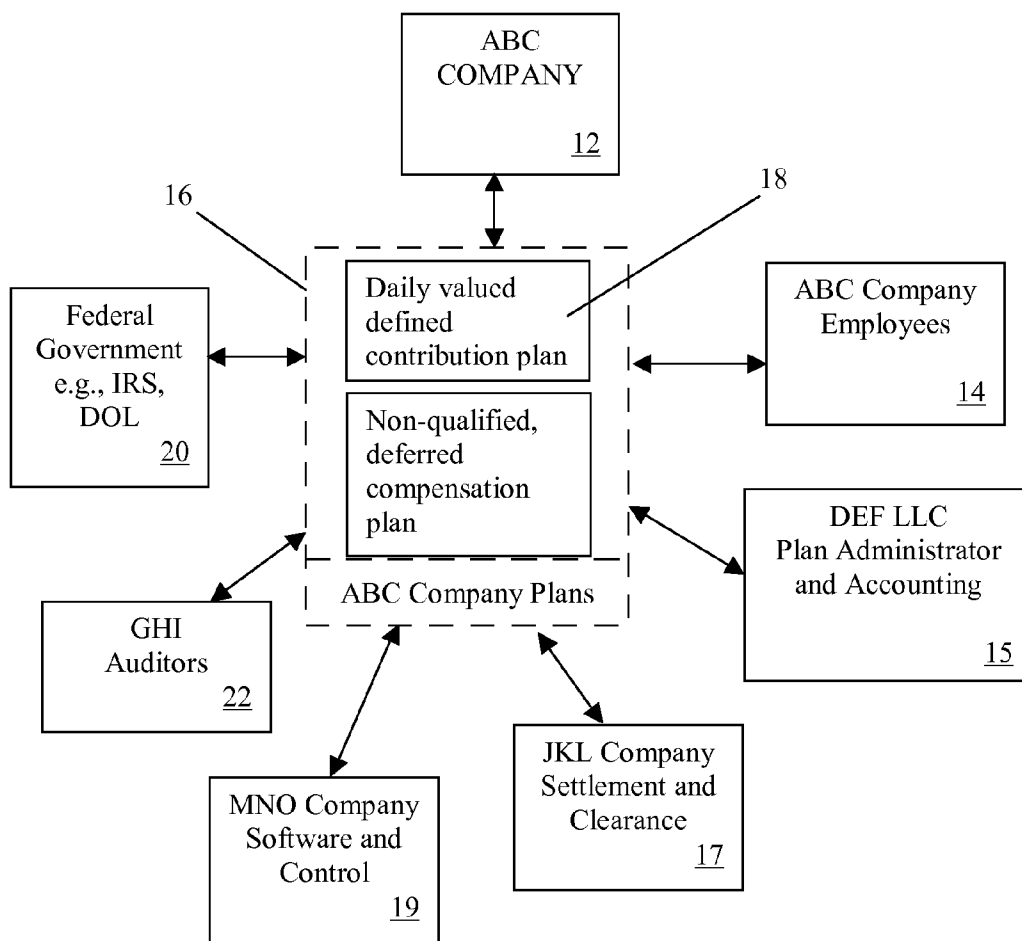 ABC
COMPANY
12
16
18
Daily valucd
defined
contribution plan
Non-qualified,
deferred
compensation
plan
ABC Company Plans
Federal
Government
e.g., IRS,
DOL
20
ABC Company
Employees
14
DEF LLC
Plan Administrator
and Accounting
15
GHI
Auditors
22
MNO Company
Software and
Control
19
JKL Company
Settlement and
Clearance
17